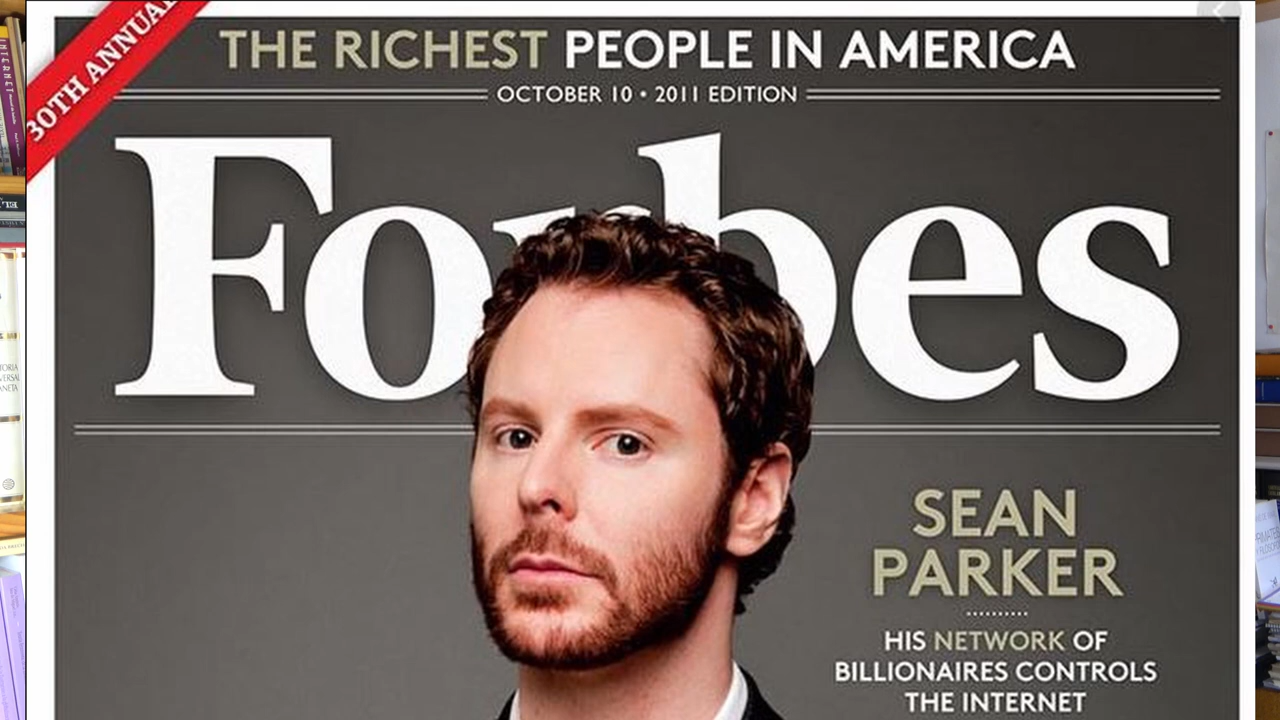 30TH ANNUAL
THE RICHEST PEOPLE IN AMERICA
OCTOBER 10 • 2011 EDITION
Forbes
SEAN
PARKER
HIS NETWORK OF
BILLIONAIRES CONTROLS
THE INTERNET
INTERNET